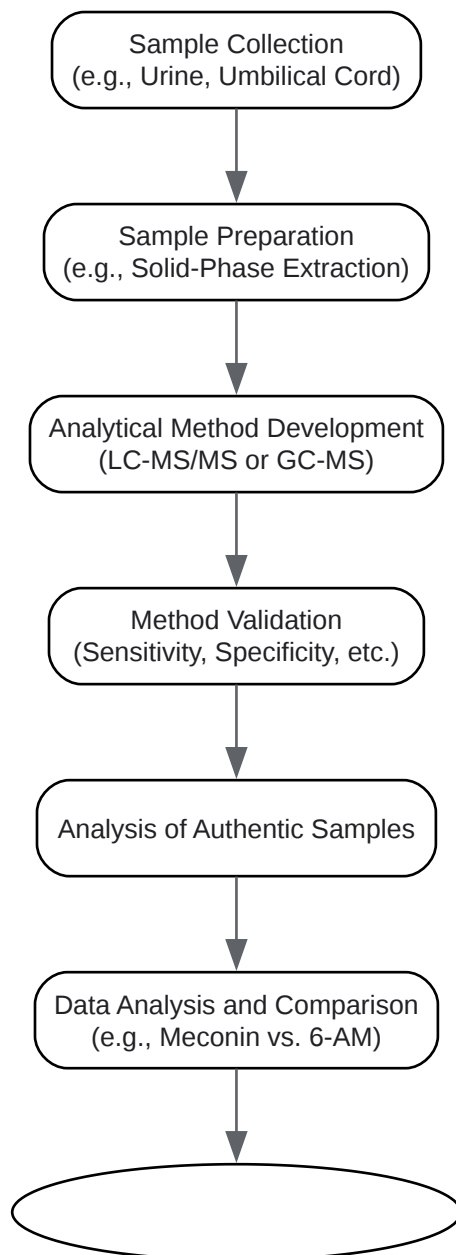 Sample Collection
(e.g., Urine, Umbilical Cord)
Sample Preparation
(e.g., Solid-Phase Extraction)
Analytical Method Development
(LC-MS/MS or GC-MS)
Method Validation
(Sensitivity, Specificity, etc.)
Analysis of Authentic Samples
Data Analysis and Comparison
(e.g., Meconin vs. 6-AM)